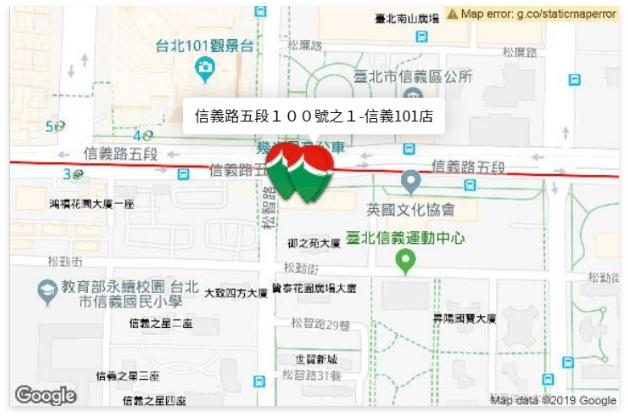 臺北南山廣場
Map error: g.co/staticmaperror
台北101觀景台
松廉路
松廉路
臺北市信義區公所
信義路五段１００號之１-信義101店
5
4
信義路五段
信義路五
信義路五段
3
鴻禧花園大廈一座
松智路
英國文化協會
御之苑大廈
臺北信義運動中心
松勤街
松勤街
松勤街
教育部永續校園 台北
市信義國民小學
大致四方大廈
贊泰花園廣場大廈
信義之星二座
松智路29巷
昇陽國寶大廈
世貿新城
信義之星三座
松智路31巷
信義之星四座
Google
Map data ©2019 Google